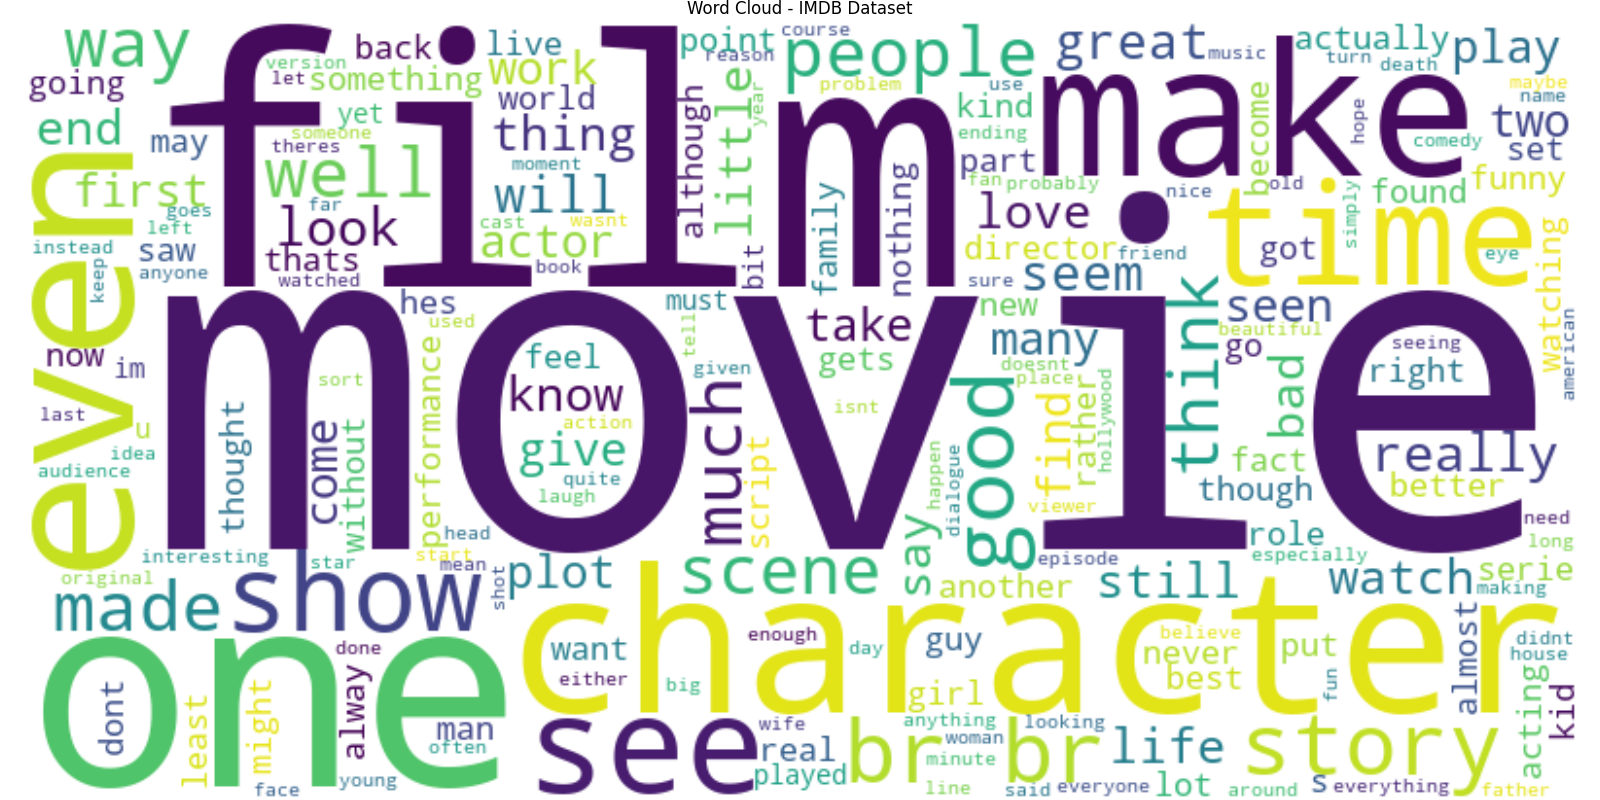 Word Cloud - IMDB Dataset
film
movie
make
character
one
even
time
show
see
people
good
story
br br
scene
think
well
way
great
play
work
back
live
point
course
reason
music
actually
turn
death
going
version
let
something
world
problem
use
maybe
name
end
may
yet
someone
theres
thing
moment
although
little
year
kind
ending
part
become
hope
comedy
two
set
first
goes
left
far
look
will
cast
wasnt
actor
family
nothing
fan
probably
love
nice
old
simply
found
funny
instead
keep
saw
anyone
thats
watched
book
bit
director
friend
sure
seem
got
eye
watching
hes
used
must
tell
take
gets
given
new
many
doesnt
place
seen
beautiful
go
seeing
right
american
now
im
last
u
idea
audience
sort
thought
come
without
performance
feel
know
action
give
quite
laugh
much
script
isnt
happen
dialogue
find
rather
hollywood
viewer
bad
fact
though
really
better
need
long
interesting
original
star
start
head
mean
shot
plot
say
another
episode
still
role
especially
watch
serie
making
made
done
dont
least
might
alway
man
often
face
young
want
either
enough
big
day
guy
girl
believe
never
best
put
fun
almost
didnt
house
acting
kid
wife
real
played
anything
woman
minute
line
looking
said
everyone
life
lot
around
s
everything
father